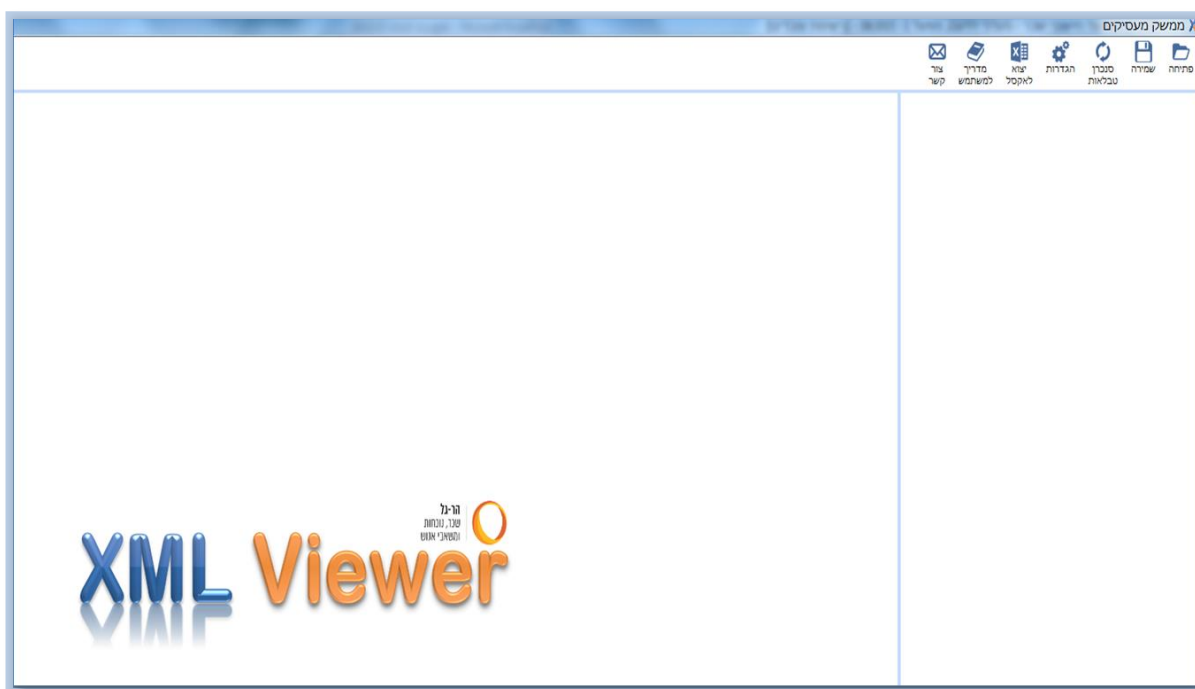 ממשק מעסיקים
פתיחה
שמירה
סנכרן
טבלאות
הגדרות
יצוא
לאקסל
מדריך
למשתמש
צור
קשר
הר-גל
שכר, נוכחות
ומשאבי אנוש
XML Viewer